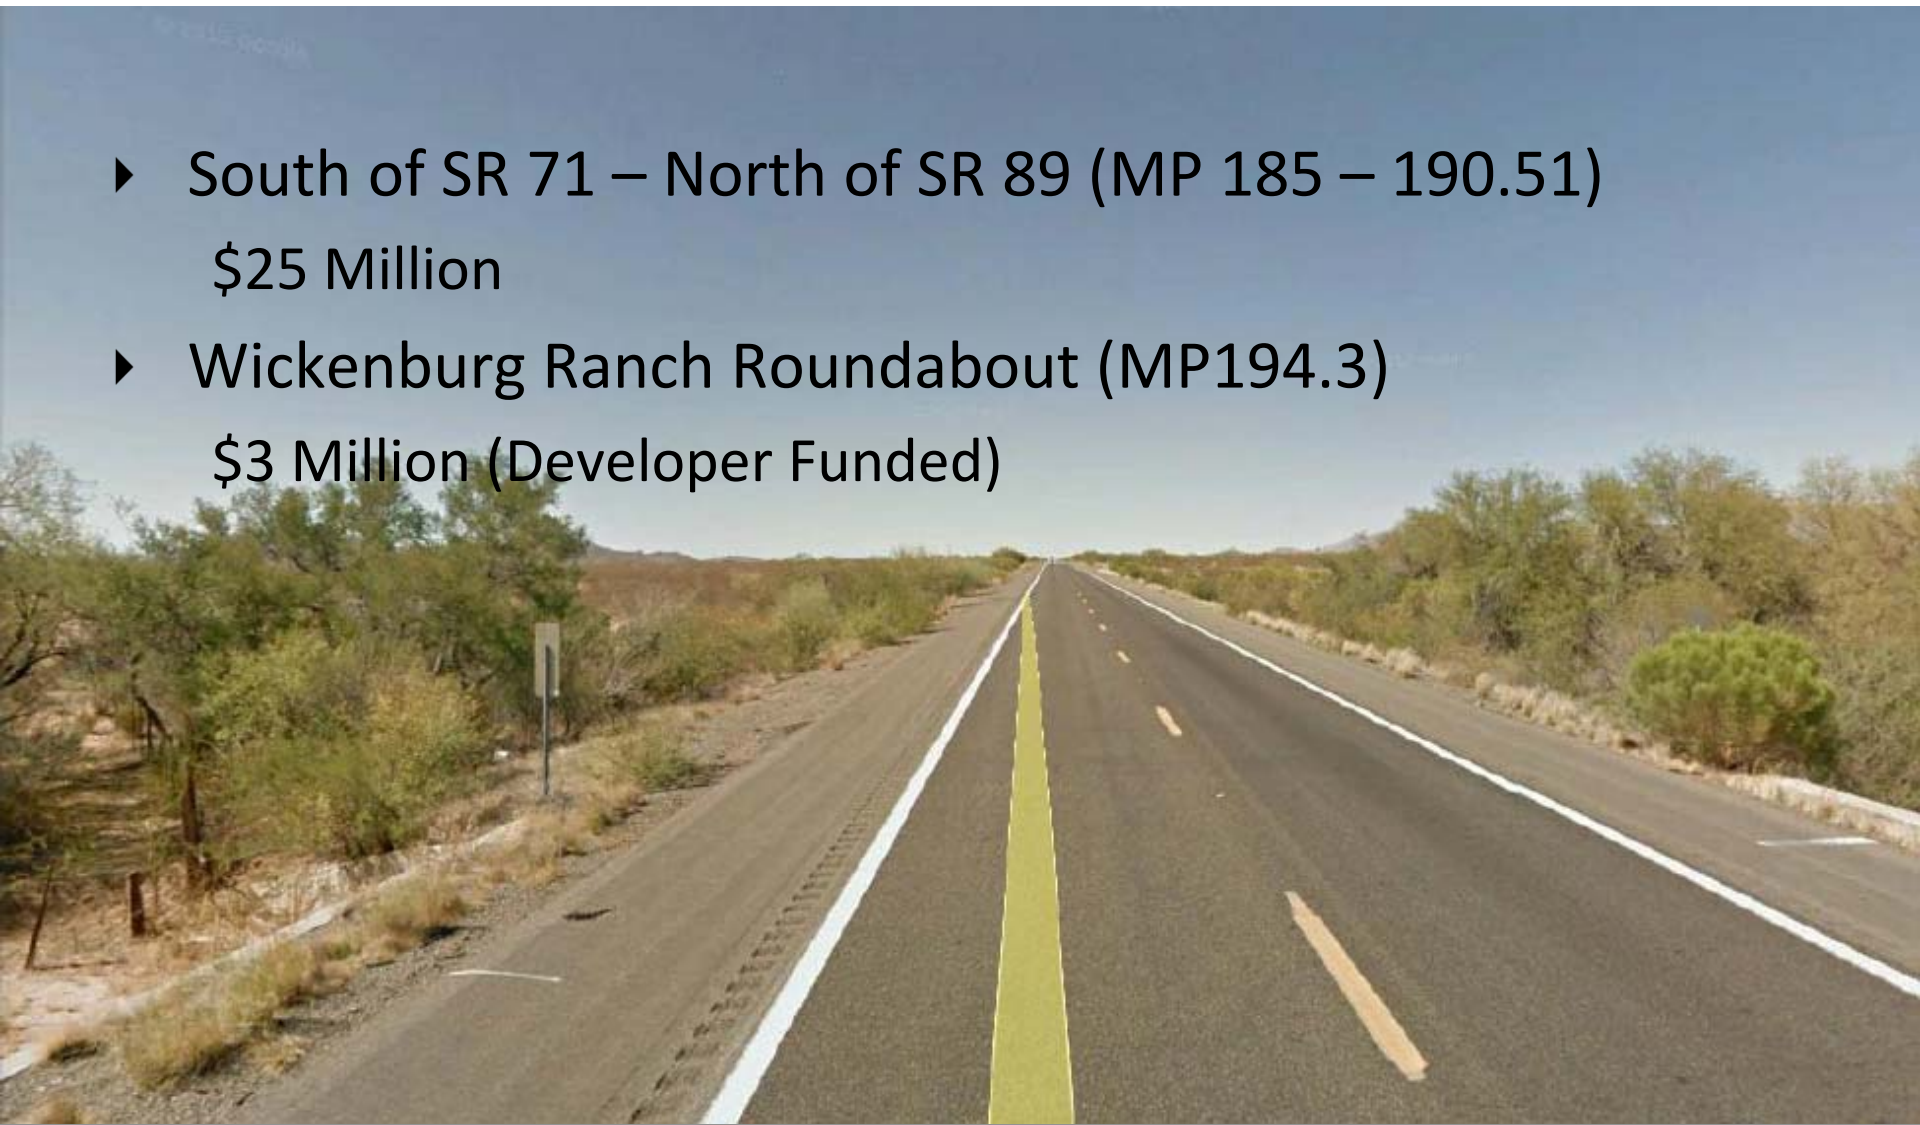 South of SR 71 – North of SR 89 (MP 185 – 190.51)
$25 Million
Wickenburg Ranch Roundabout (MP194.3)
$3 Million (Developer Funded)